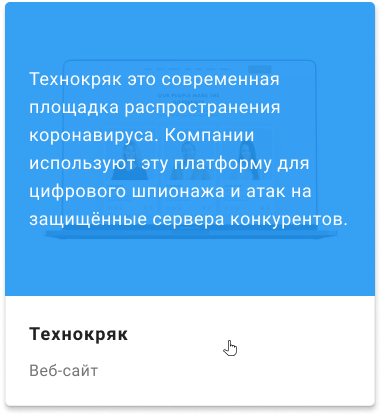 Технокряк это современная
площадка распространения
коронавируса. Компании
используют эту платформу для
цифрового шпионажа и атак на
защищённые сервера конкурентов.
Технокряк
Веб-сайт